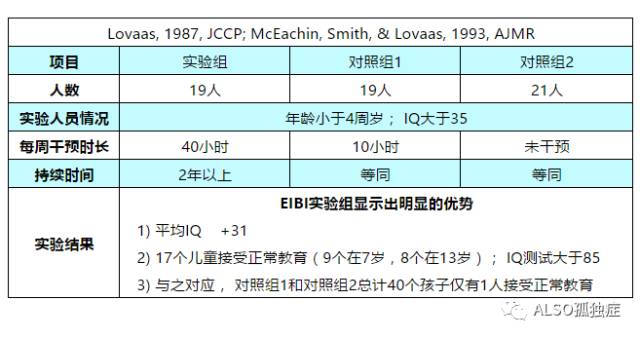 Lovaas, 1987, JCCP; McEachin, Smith, & Lovaas, 1993, AJMR
项目 实验组 对照组1 对照组2
人数 19人 19人 21人
实验人员情况 年龄小于4周岁； IQ大于35
每周干预时长 40小时 10小时 未干预
持续时间 2年以上 等同 等同
实验结果
EIBI实验组显示出明显的优势
1) 平均IQ +31
2) 17个儿童接受正常教育（9个在7岁，8个在13岁）； IQ测试大于85
3) 与之对应， 对照组1和对照组2总计40个孩子仅有1人接受正常教育
ALSO孤独症